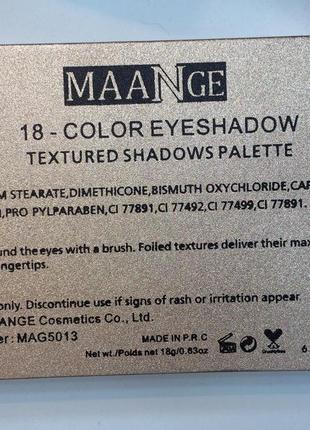 MAANGE
18 - COLOR EYESHADOW
TEXTURED SHADOWS PALETTE
M STEARATE,DIMETHICONE,BISMUTH OXYCHLORIDE,CAP
,PRO PYLPARABEN,CI 77891,CI 77492,CI 77499,CI 77891.
und the eyes with a brush. Foiled textures deliver their max
ngertips.
only. Discontinue use if signs of rash or irritation appear
ANGE Cosmetics Co., Ltd.
er: MAG5013
MADE IN P.R.C
Net wt./Poids net 18g/0.63oz
6